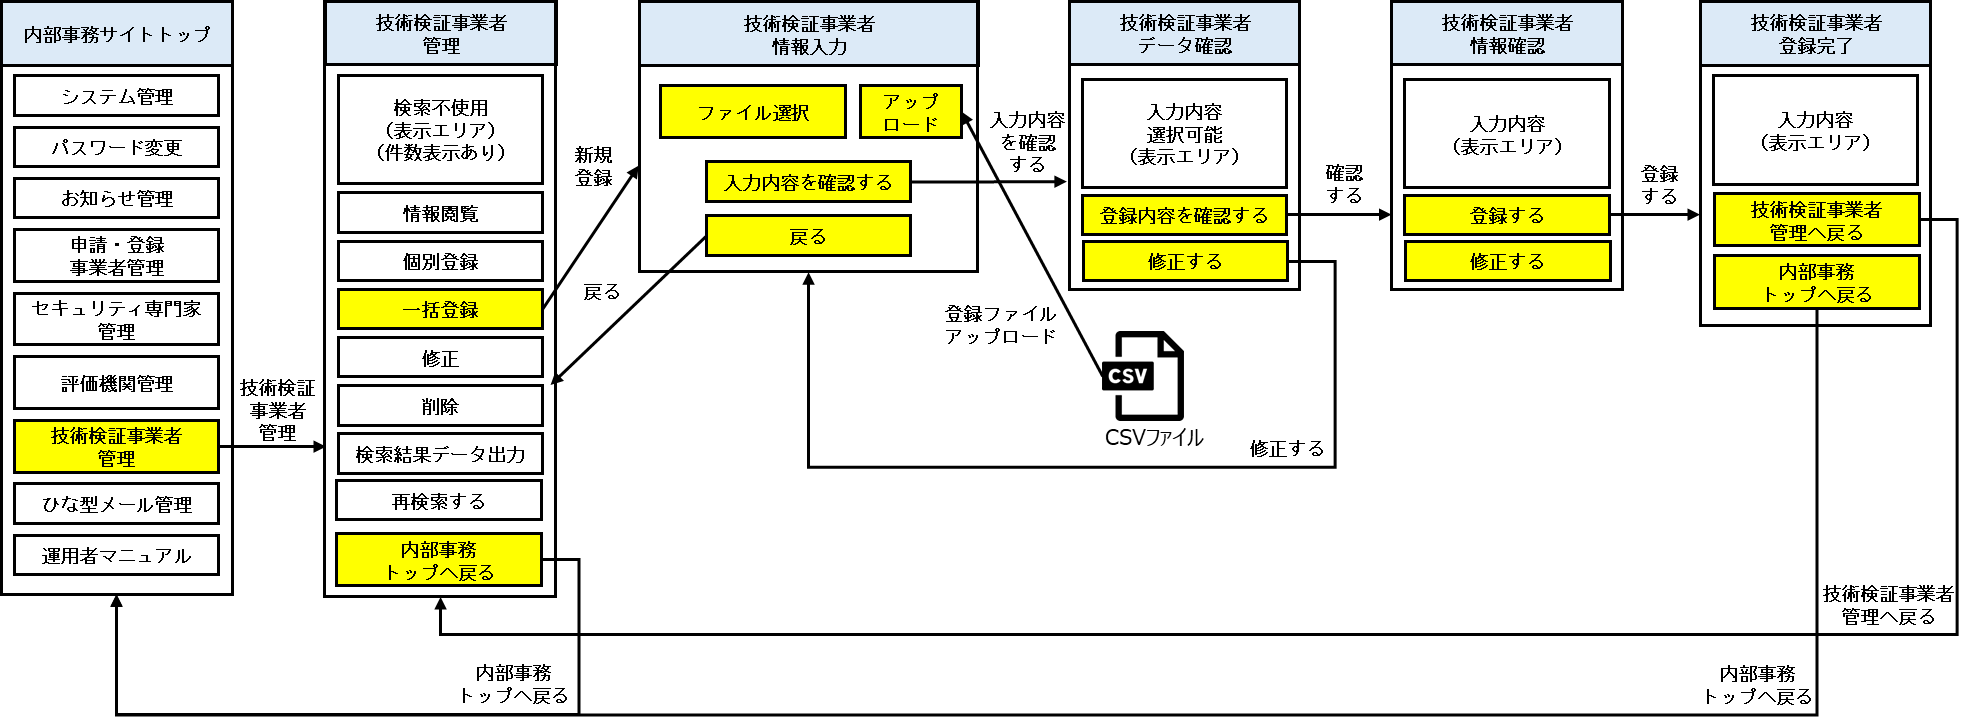 内部事務サイトトップ
システム管理
パスワード変更
お知らせ管理
申請・登録
事業者管理
セキュリティ専門家
管理
評価機関管理
技術検証事業者
管理
ひな型メール管理
運用者マニュアル
技術検証
事業者
管理
技術検証事業者
管理
検索不使用
（表示エリア）
（件数表示あり）
情報閲覧
個別登録
一括登録
修正
削除
検索結果データ出力
再検索する
内部事務
トップへ戻る
新規
登録
戻る
技術検証事業者
情報入力
ファイル選択
アップ
ロード
入力内容を確認する
戻る
入力内容
を確認
する
登録ファイル
アップロード
CSV
CSVファイル
修正する
技術検証事業者
データ確認
入力内容
選択可能
（表示エリア）
登録内容を確認する
修正する
確認
する
技術検証事業者
情報確認
入力内容
（表示エリア）
登録する
修正する
登録
する
技術検証事業者
登録完了
入力内容
（表示エリア）
技術検証事業者
管理へ戻る
内部事務
トップへ戻る
技術検証事業者
管理へ戻る
内部事務
トップへ戻る
内部事務
トップへ戻る